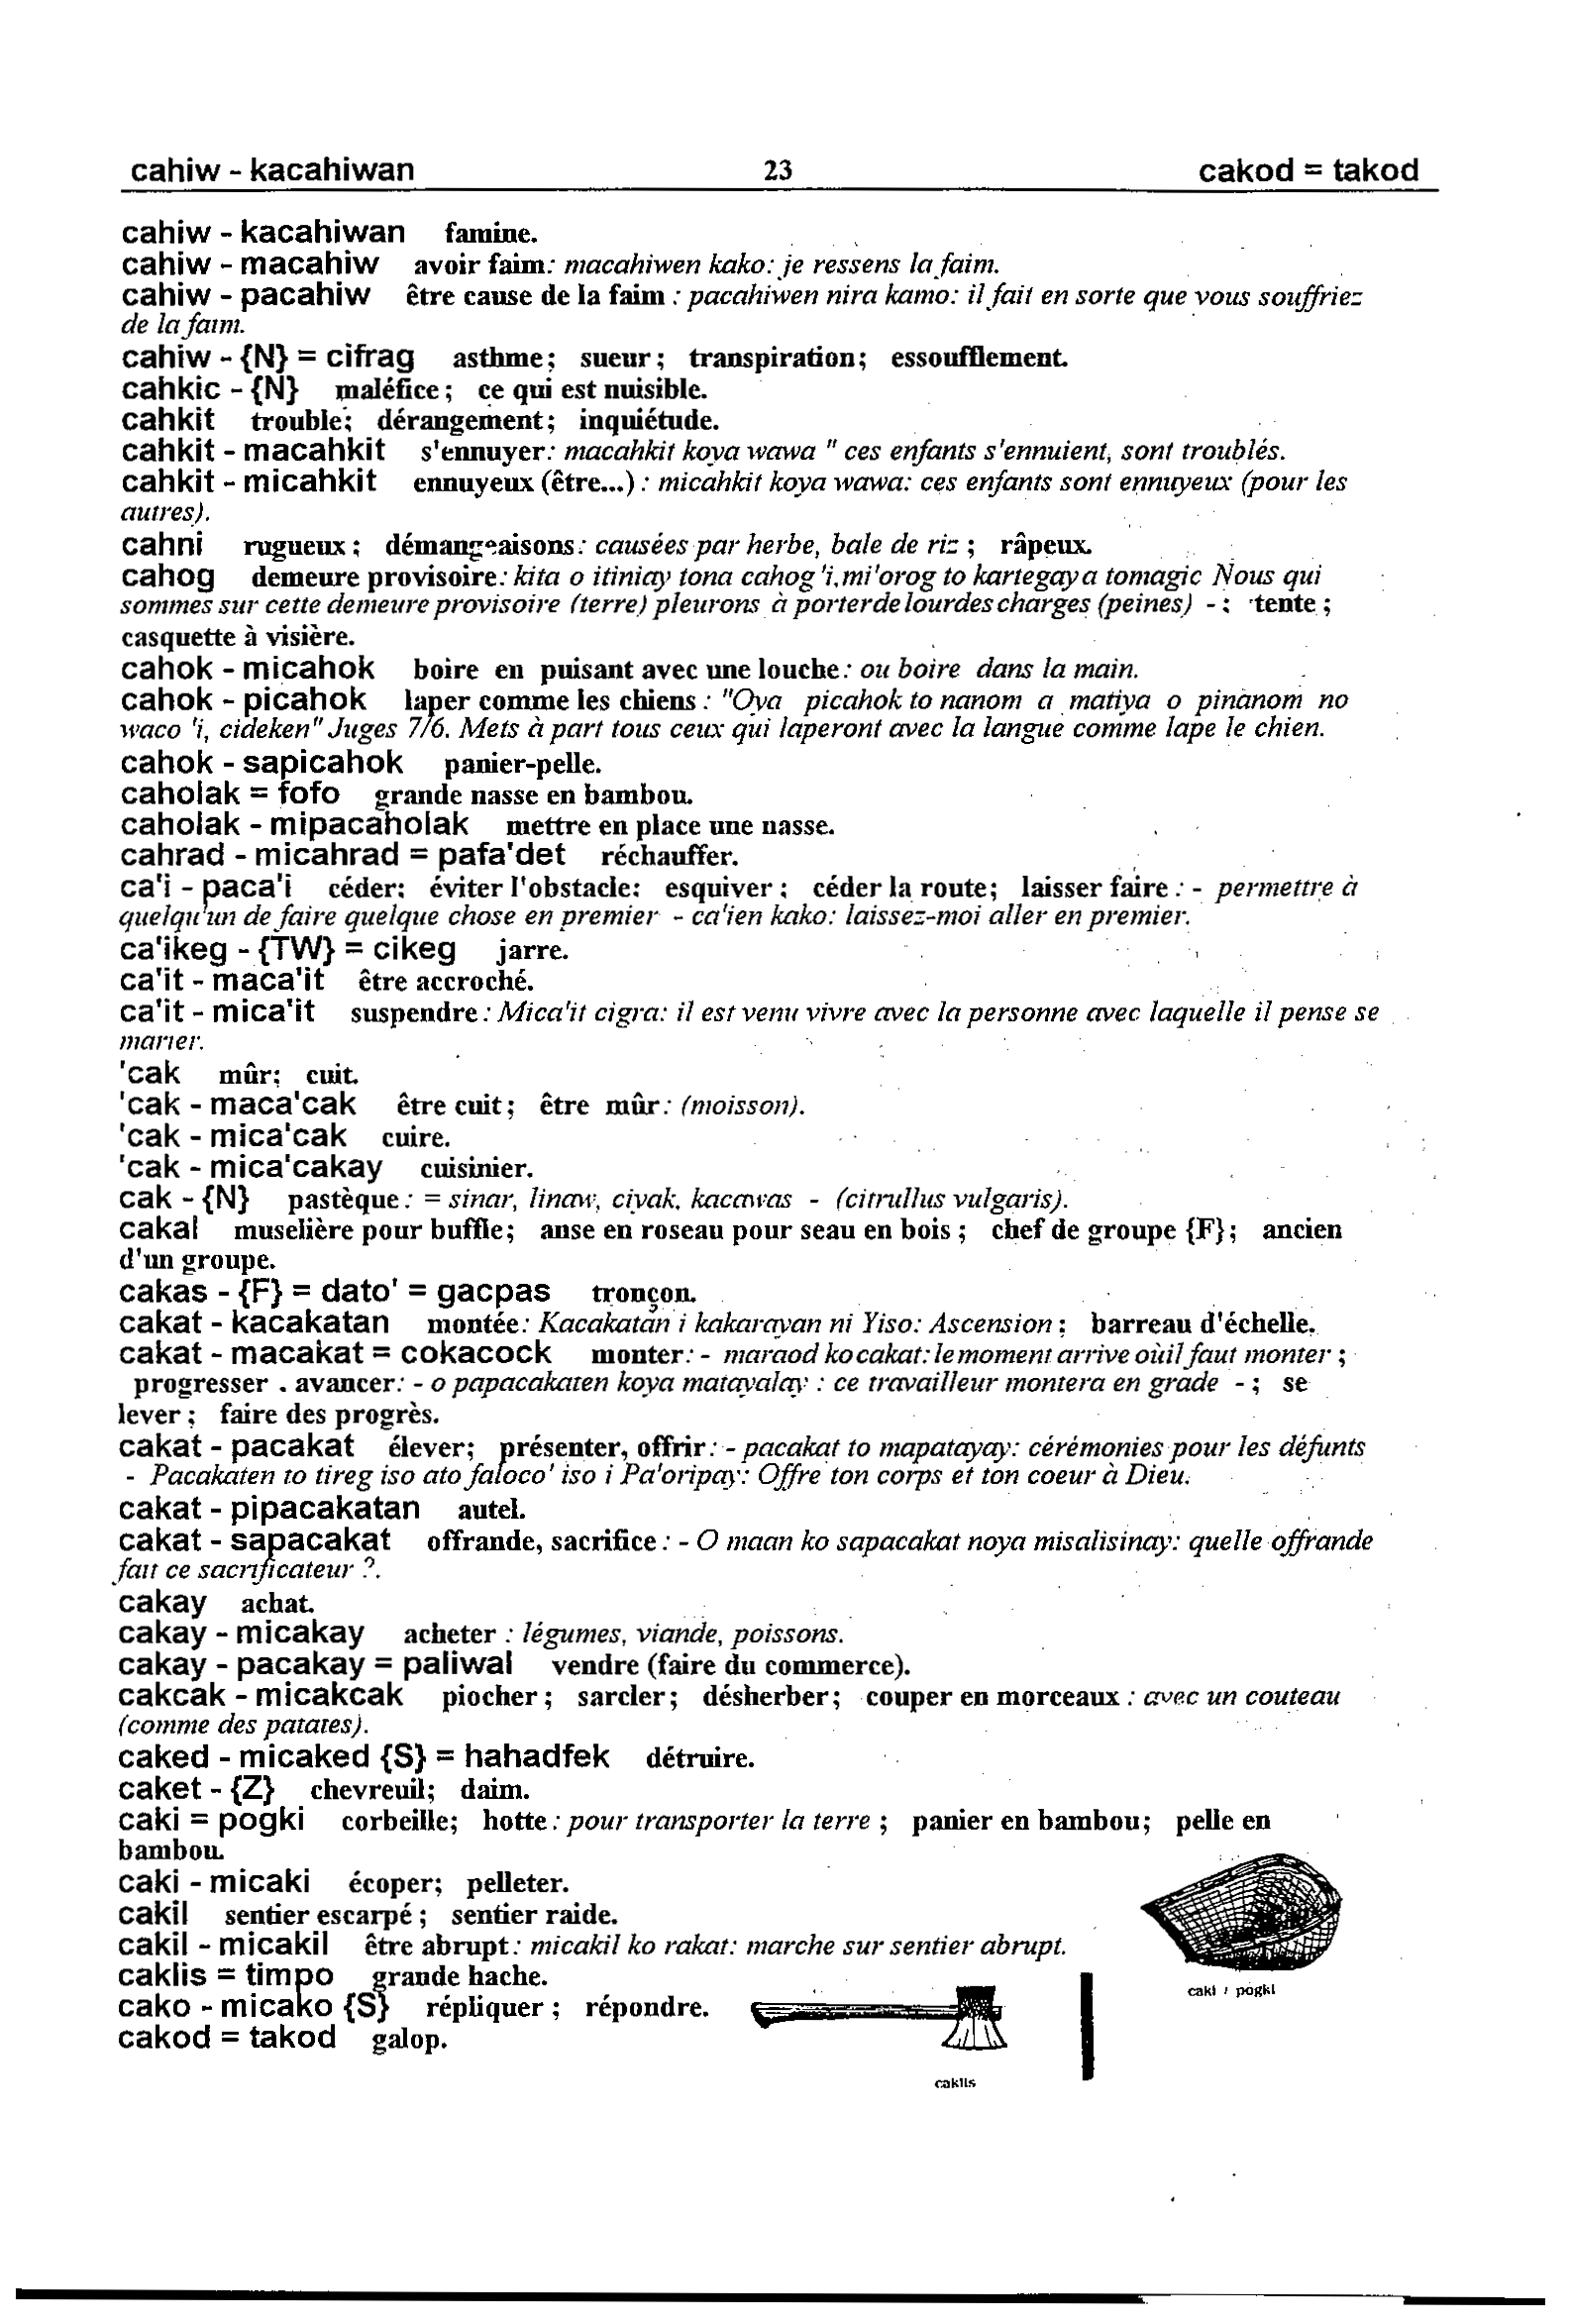 cahiw - kacahiwan 23 cakod = takod
cahiw - kacahiwan famine.
cahiw - macahiw avoir faim: macahiwen kako: je ressens la faim.
cahiw - pacahiw être cause de la faim : pacahiwen nira kamo: il fait en sorte que vous souffriez
de la faim.
cahiw - {N} = cifrag asthme; sueur; transpiration; essoufflement.
cahkic - {N} maléfice; ce qui est nuisible.
cahkit trouble; dérangement; inquiétude.
cahkit - macahkit s'ennuyer: macahkit koya wawa " ces enfants s'ennuient, sont troublés.
cahkit - micahkit ennuyeux (être...) : micahkit koya wawa: ces enfants sont ennuyeux (pour les
autres).
cahni rugueux; démangeaisons: causées par herbe, bale de riz ; râpeux.
cahog demeure provisoire: kita o itiniay tona cahog 'i, mi'orog to kartegay a tomagic Nous qui
sommes sur cette demeure provisoire (terre) pleurons à porter de lourdes charges (peines) - ; tente ;
casquette à visière.
cahok - micahok boire en puisant avec une louche: ou boire dans la main.
cahok - picahok laper comme les chiens : "Oya picahok to nanom a matiya o pinanom no
waco 'i, cideken" Juges 7/6. Mets à part tous ceux qui laperont avec la langue comme lape le chien.
cahok - sapicahok panier-pelle.
caholak = fofo grande nasse en bambou.
caholak - mipacaholak mettre en place une nasse.
cahrad - micahrad = pafa'det réchauffer.
ca'i - paca'i céder; éviter l'obstacle; esquiver ; céder la route; laisser faire : - permettre à
quelqu'un de faire quelque chose en premier - ca'ien kako: laissez-moi aller en premier.
ca'ikeg - {TW} = cikeg jarre.
ca'it - maca'it être accroché.
ca'it - mica'it suspendre : Mica'it cigra: il est venu vivre avec la personne avec laquelle il pense se
marier.
'cak mûr; cuit.
'cak - maca'cak être cuit; être mûr: (moisson).
'cak - mica'cak cuire.
'cak - mica'cakay cuisinier.
cak - {N} pastèque: = sinar, linaw, ciyak, kacawas - (citrullus vulgaris).
cakal muselière pour buffle; anse en roseau pour seau en bois ; chef de groupe {F}; ancien
d'un groupe.
cakas - {F} = dato' = gacpas tronçon.
cakat - kacakatan montée: Kacakatan i kakarayan ni Yiso: Ascension ; barreau d'échelle.
cakat - macakat = cokacock monter: - maraod ko cakat: le moment arrive où il faut monter ;
progresser . avancer: - o papacakaten koya matayalay : ce travailleur montera en grade - ; se
lever ; faire des progrès.
cakat - pacakat élever; présenter, offrir: - pacakat to mapatayay: cérémonies pour les défunts
- Pacakaten to tireg iso ato faloco' iso i Pa'oripay: Offre ton corps et ton coeur à Dieu.
cakat - pipacakatan autel.
cakat - sapacakat offrande, sacrifice : - O maan ko sapacakat noya misalisinay: quelle offrande
fait ce sacrificateur ?.
cakay achat.
cakay - micakay acheter : légumes, viande, poissons.
cakay - pacakay = paliwal vendre (faire du commerce).
cakcak - micakcak piocher ; sarcler; désherber; couper en morceaux : avec un couteau
(comme des patates).
caked - micaked {S} = hahadfek détruire.
caket - {Z} chevreuil; daim.
caki = pogki corbeille; hotte : pour transporter la terre ; panier en bambou; pelle en
bambou.
caki - micaki écoper; pelleter.
cakil sentier escarpé ; sentier raide.
cakil - micakil être abrupt: micakil ko rakat: marche sur sentier abrupt.
caklis = timpo grande hache.
caki / pogki
cako - micako {S} répliquer ; répondre.
cakod = takod galop.
caklis